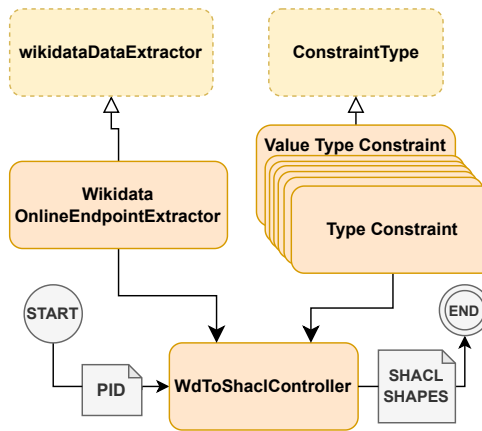 wikidataDataExtractor
ConstraintType
Value Type Constraint
Wikidata
OnlineEndpointExtractor
Type Constraint
START
END
PID
WdToShaclController
SHACL
SHAPES